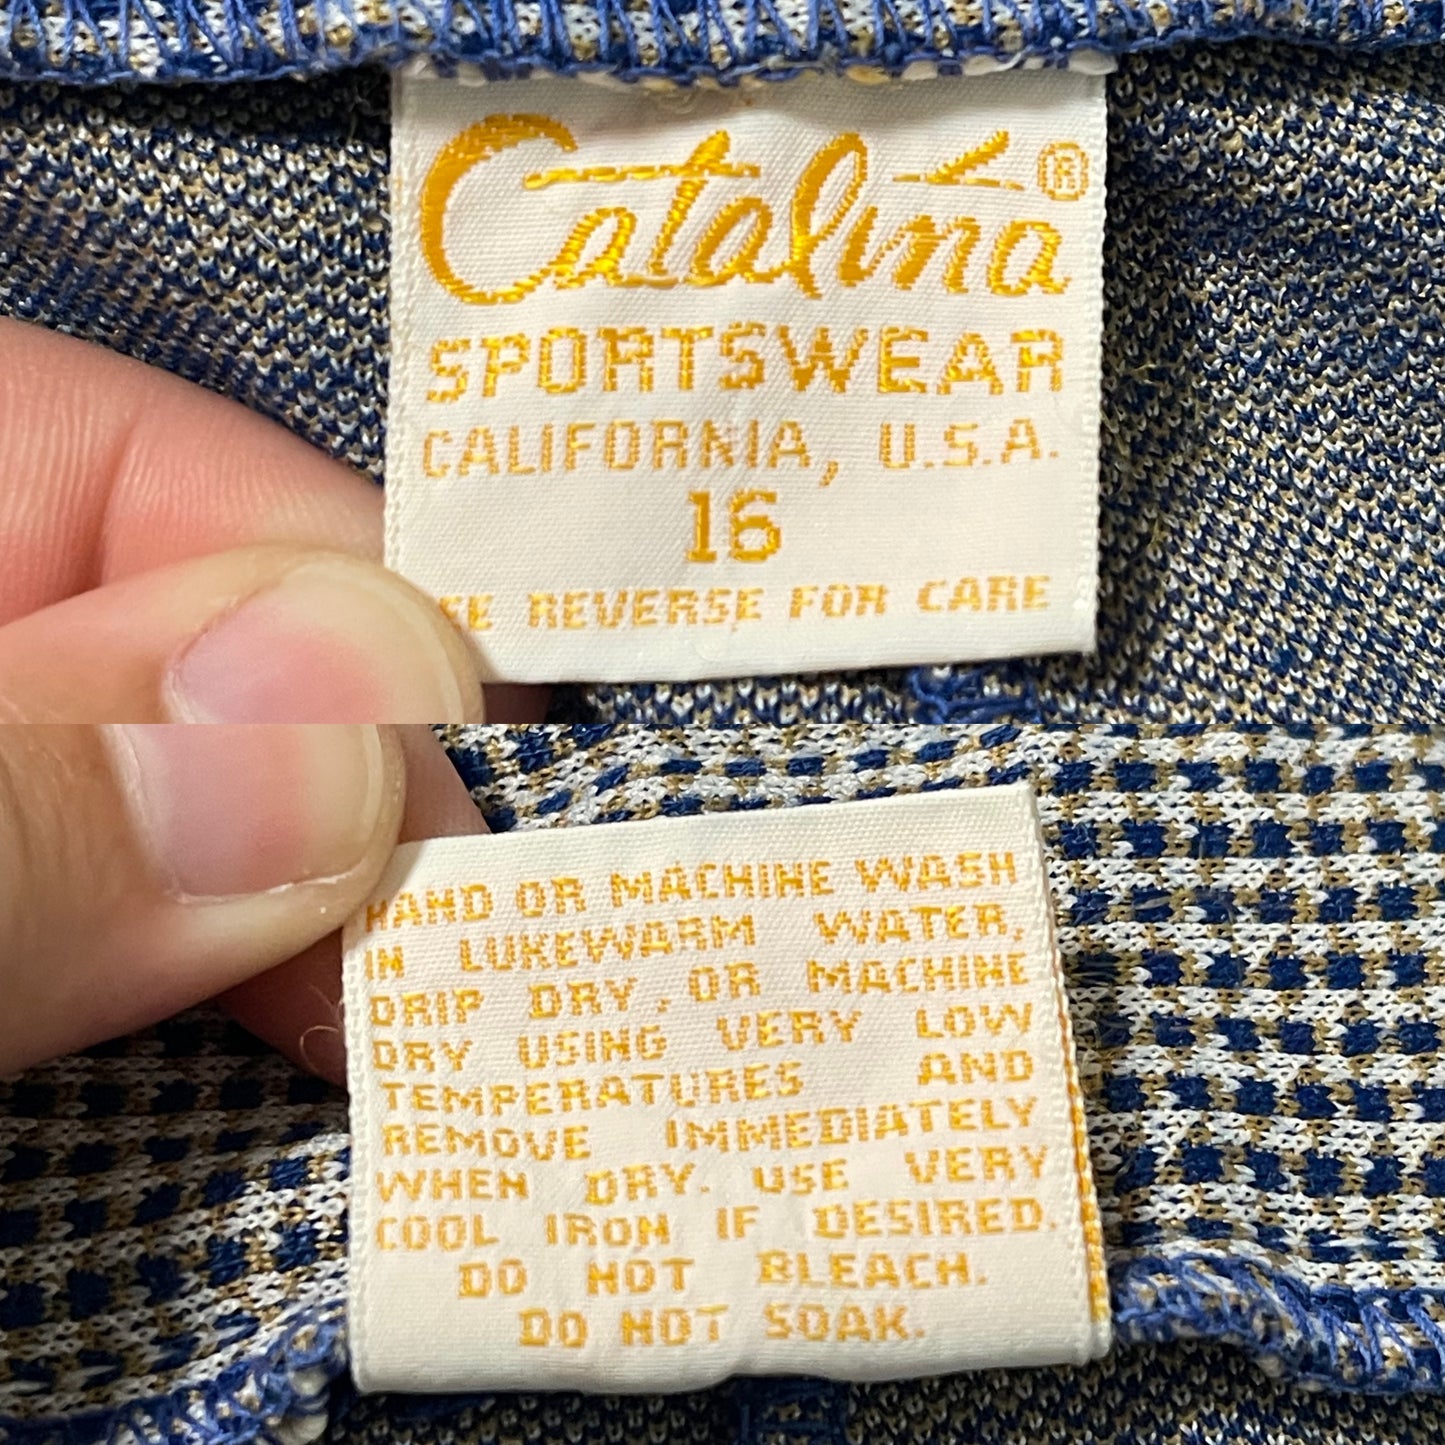 Catalina®
SPORTSWEAR
CALIFORNIA, U.S.A.
16
EE REVERSE FOR CARE
HAND OR MACHINE WASH
IN LUKEWARM WATER.
DRIP DRY, OR MACHINE
DRY USING VERY LOW
TEMPERATURES AND
REMOVE IMMEDIATELY
WHEN DRY. USE VERY
COOL IRON IF DESIRED.
DO NOT BLEACH.
DO NOT SOAK.